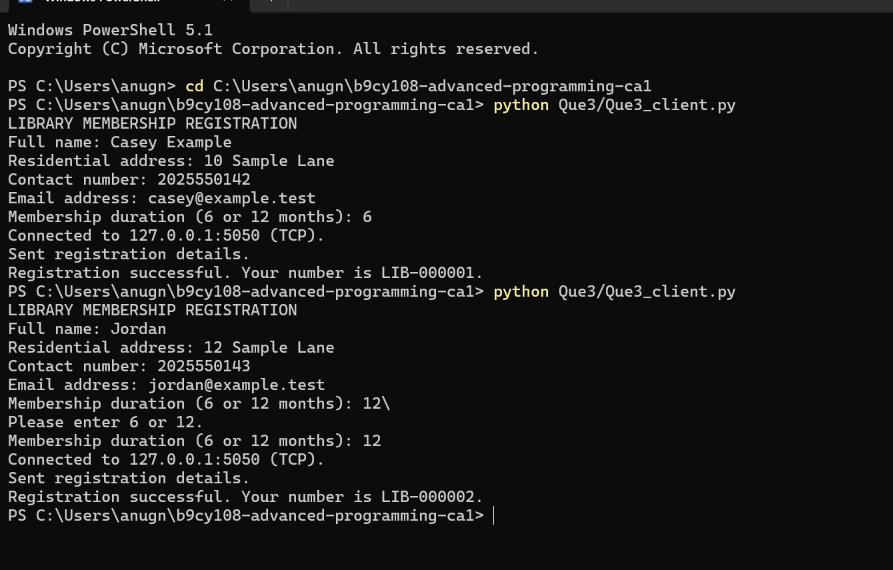 Windows PowerShell 5.1
Copyright (C) Microsoft Corporation. All rights reserved.
PS C:\Users\anugn> cd C:\Users\anugn\b9cy108-advanced-programming-ca1
PS C:\Users\anugn\b9cy108-advanced-programming-ca1> python Que3/Que3_client.py
LIBRARY MEMBERSHIP REGISTRATION
Full name: Casey Example
Residential address: 10 Sample Lane
Contact number: 2025550142
Email address: casey@example.test
Membership duration (6 or 12 months): 6
Connected to 127.0.0.1:5050 (TCP).
Sent registration details.
Registration successful. Your number is LIB-000001.
PS C:\Users\anugn\b9cy108-advanced-programming-ca1> python Que3/Que3_client.py
LIBRARY MEMBERSHIP REGISTRATION
Full name: Jordan
Residential address: 12 Sample Lane
Contact number: 2025550143
Email address: jordan@example.test
Membership duration (6 or 12 months): 12\
Please enter 6 or 12.
Membership duration (6 or 12 months): 12
Connected to 127.0.0.1:5050 (TCP).
Sent registration details.
Registration successful. Your number is LIB-000002.
PS C:\Users\anugn\b9cy108-advanced-programming-ca1>